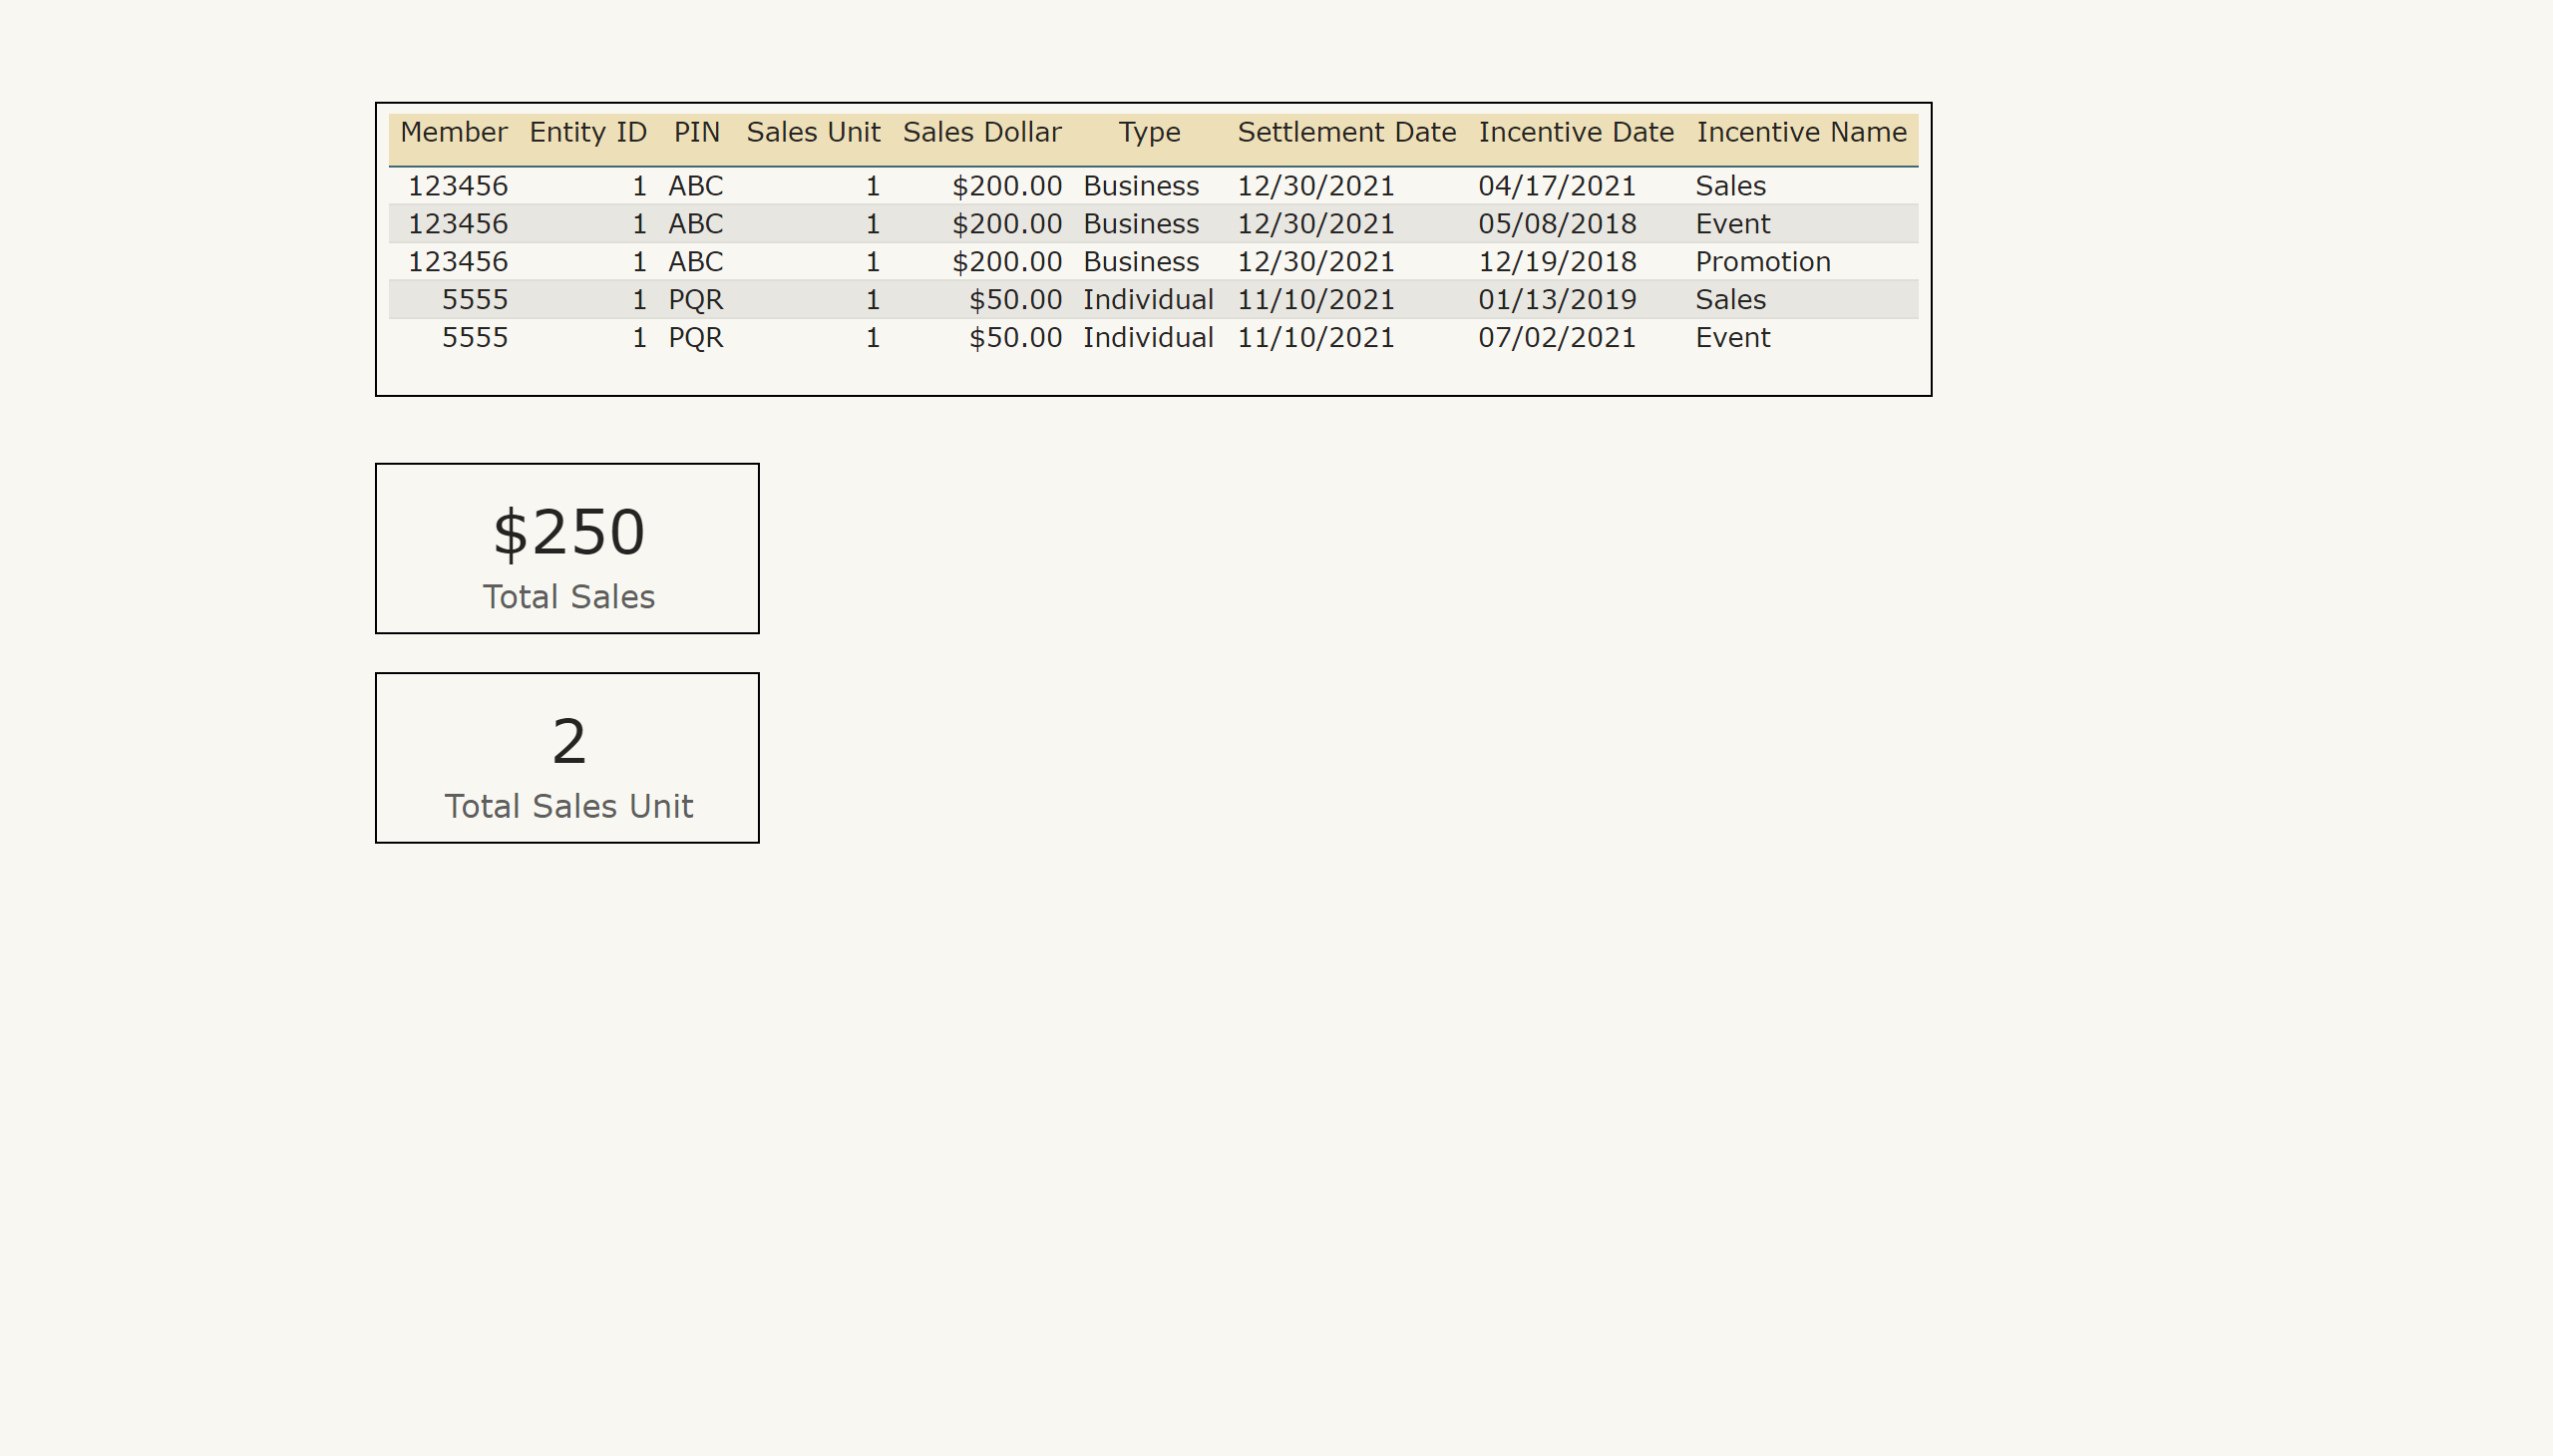 Member Entity ID PIN Sales Unit Sales Dollar Type Settlement Date Incentive Date Incentive Name
123456 1 ABC 1 $200.00 Business 12/30/2021 04/17/2021 Sales
123456 1 ABC 1 $200.00 Business 12/30/2021 05/08/2018 Event
123456 1 ABC 1 $200.00 Business 12/30/2021 12/19/2018 Promotion
5555 1 PQR 1 $50.00 Individual 11/10/2021 01/13/2019 Sales
5555 1 PQR 1 $50.00 Individual 11/10/2021 07/02/2021 Event
$250
Total Sales
2
Total Sales Unit